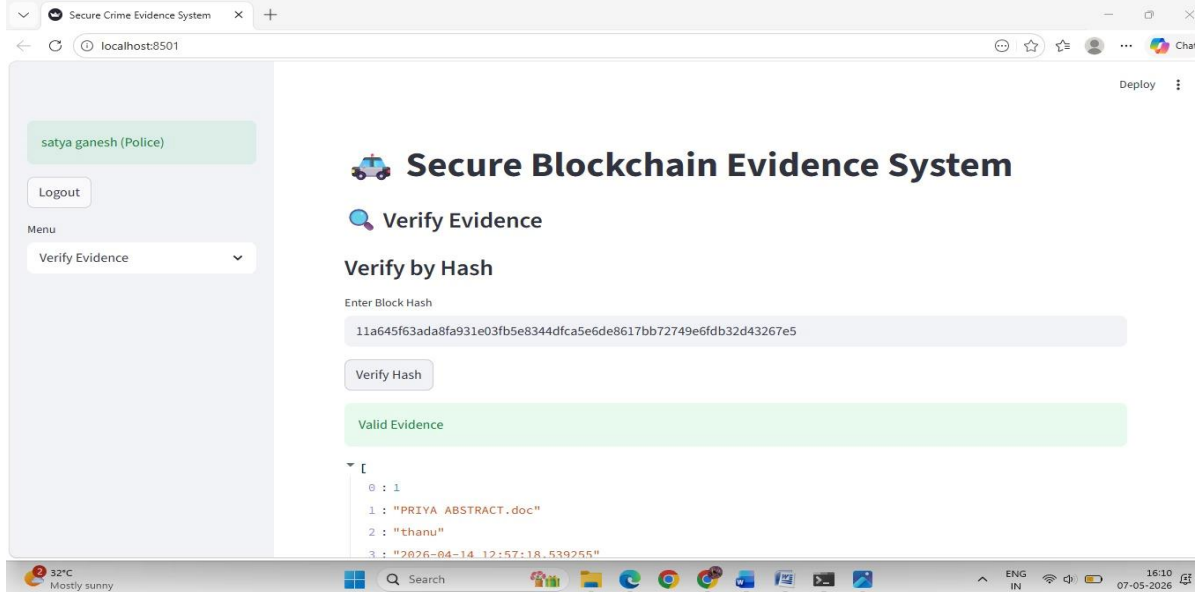 Secure Crime Evidence System
localhost:8501
Chat
Deploy
satya ganesh (Police)
Logout
Menu
Verify Evidence
Secure Blockchain Evidence System
Verify Evidence
Verify by Hash
Enter Block Hash
11a645f63ada8fa931e03fb5e8344dfca5e6de8617bb72749e6fdb32d43267e5
Verify Hash
Valid Evidence
[
0 : 1
1 : "PRIYA ABSTRACT.doc"
2 : "thanu"
3 : "2026-04-14 12:57:18.539255"
2
32°C
Mostly sunny
Search
ENG
IN
16:10
07-05-2026